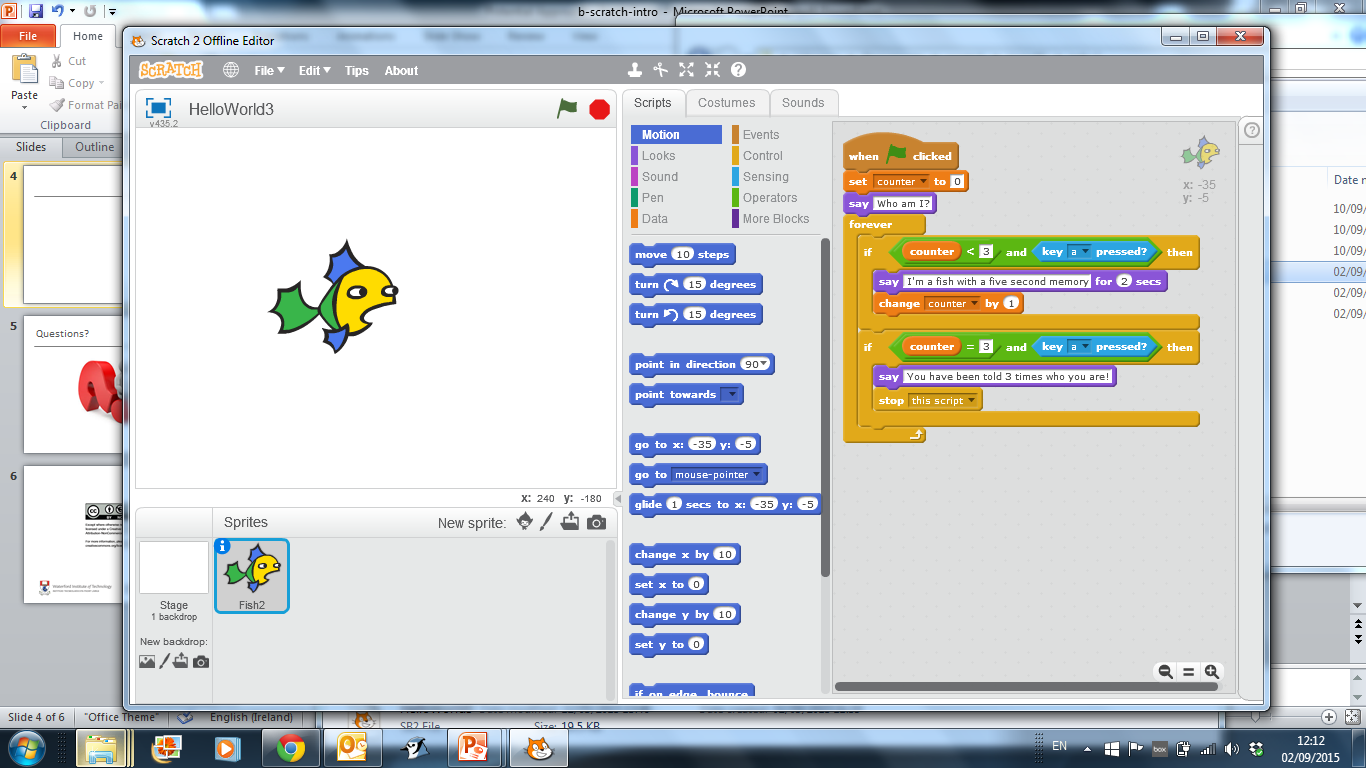 b-scratch-intro - Microsoft PowerPoint
File
Home
Paste
Cut
Copy
Format Pai
Clipboard
Slides
Outline
4
5
Questions?
6
Slide 4 of 6
"Office Theme"
English (Ireland)
Scratch 2 Offline Editor
SCRATCH
File
Edit
Tips
About
v435.2
HelloWorld3
x: 240 y: -180
Sprites
New sprite:
Stage
1 backdrop
New backdrop:
Fish2
Scripts
Costumes
Sounds
Motion
Looks
Sound
Pen
Data
Events
Control
Sensing
Operators
More Blocks
move 10 steps
turn 15 degrees
turn 15 degrees
point in direction 90
point towards
go to x: -35 y: -5
go to mouse-pointer
glide 1 secs to x: -35 y: -5
change x by 10
set x to 0
change y by 10
set y to 0
if on edge, bounce
when clicked
set counter to 0
say Who am I?
forever
if counter < 3 and key a pressed? then
say I'm a fish with a five second memory for 2 secs
change counter by 1
if counter = 3 and key a pressed? then
say You have been told 3 times who you are!
stop this script
x: -35
y: -5
Date n
10/09/
10/09/
10/09/
02/09/
02/09/
02/09/
SB2 File
Size: 19.5 KB
EN
box
12:12
02/09/2015